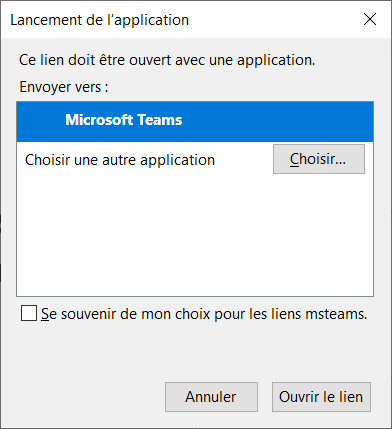 Lancement de l'application
Ce lien doit être ouvert avec une application.
Envoyer vers :
Microsoft Teams
Choisir une autre application
Choisir...
Se souvenir de mon choix pour les liens msteams.
Annuler
Ouvrir le lien